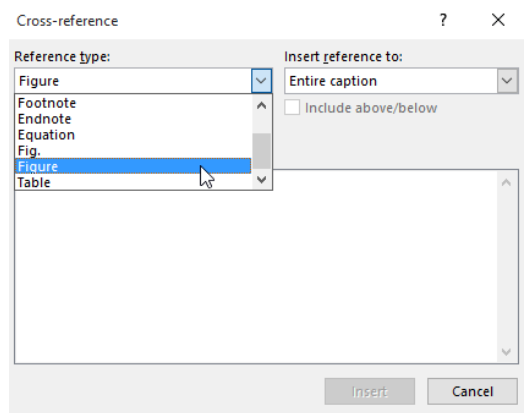 Cross-reference ? ×
Reference type: Insert reference to:
Figure Entire caption
Footnote Include above/below
Endnote
Equation
Fig.
Figure
Table
Insert Cancel